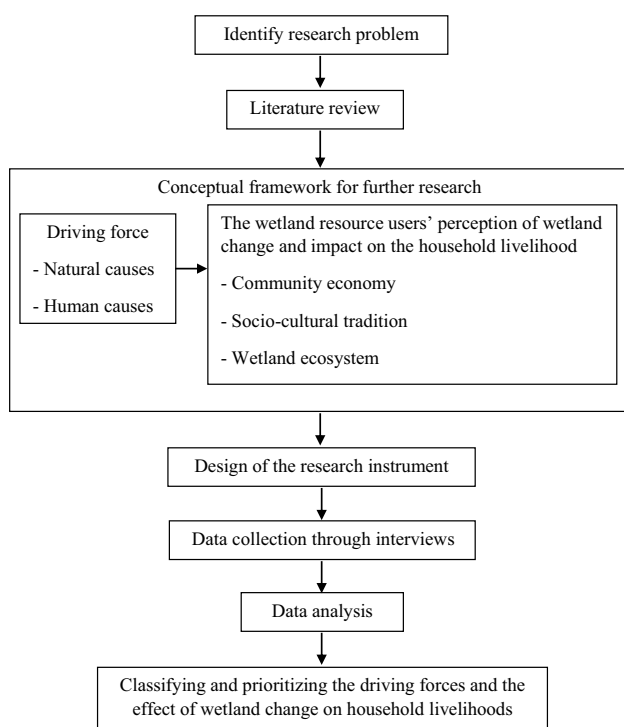 Identify research problem
Literature review
Conceptual framework for further research
Driving force
- Natural causes
- Human causes
The wetland resource users’ perception of wetland
change and impact on the household livelihood
- Community economy
- Socio-cultural tradition
- Wetland ecosystem
Design of the research instrument
Data collection through interviews
Data analysis
Classifying and prioritizing the driving forces and the
effect of wetland change on household livelihoods